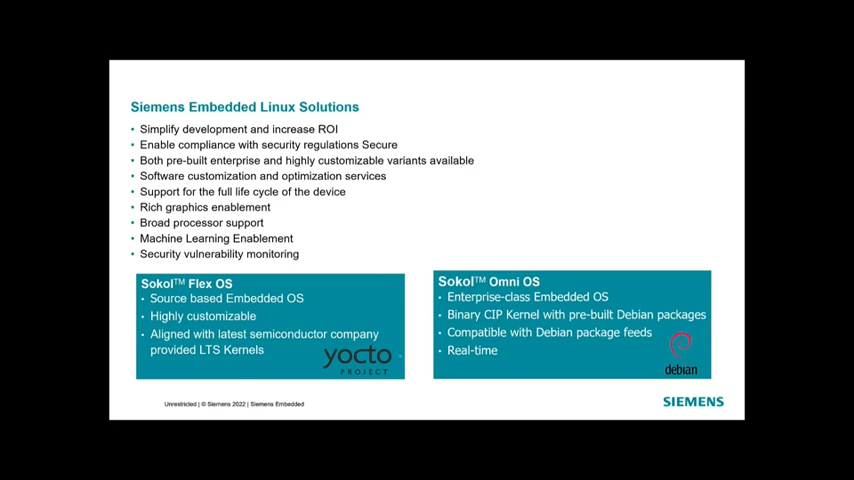 Siemens Embedded Linux Solutions
• Simplify development and increase ROI
• Enable compliance with security regulations Secure
• Both pre-built enterprise and highly customizable variants available
• Software customization and optimization services
• Support for the full life cycle of the device
• Rich graphics enablement
• Broad processor support
• Machine Learning Enablement
• Security vulnerability monitoring
Sokol™ Flex OS
• Source based Embedded OS
• Highly customizable
• Aligned with latest semiconductor company
provided LTS Kernels
yocto
PROJECT
Sokol™ Omni OS
• Enterprise-class Embedded OS
• Binary CIP Kernel with pre-built Debian packages
• Compatible with Debian package feeds
• Real-time
debian
Unrestricted | © Siemens 2022 | Siemens Embedded
SIEMENS